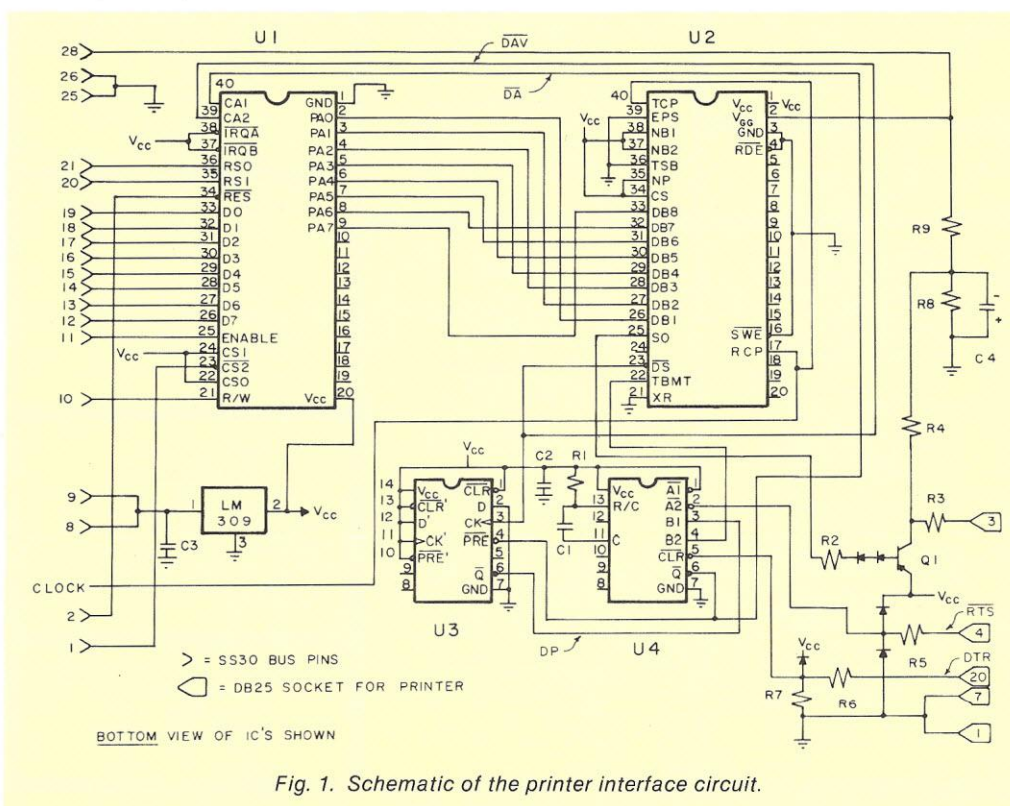 U1
U2
DAV
DA
28
26
25
21
20
19
18
17
16
15
14
13
12
11
10
9
8
CLOCK
2
1
40
CA1
39
CA2
38
IRQA
37
IRQB
36
RS0
35
RS1
34
RES
33
D0
32
D1
31
D2
30
D3
29
D4
28
D5
27
D6
26
D7
25
ENABLE
24
CS1
23
CS2
22
CS0
21
R/W
Vcc
Vcc
GND
1
PA0
2
PA1
3
PA2
4
PA3
5
PA4
6
PA5
7
PA6
8
PA7
9
10
11
12
13
14
15
16
17
18
19
Vcc
20
40
TCP
39
EPS
38
NB1
37
NB2
36
TSB
35
NP
34
CS
33
DB8
32
DB7
31
DB6
30
DB5
29
DB4
28
DB3
27
DB2
26
DB1
25
SO
24
23
DS
22
TBMT
21
XR
Vcc
Vcc
1
Vcc
VGG
2
GND
3
RDE
4
5
6
7
8
9
10
11
12
13
14
15
SWE
16
RCP
17
18
19
20
R9
R8
-
+
C4
R4
R3
3
R2
Q1
Vcc
RTS
4
R5
DTR
20
R6
7
1
Vcc
R7
1
LM
309
2
3
Vcc
C3
Vcc
C2
R1
C1
14
Vcc
13
CLR'
12
D'
11
CK'
10
PRE'
9
8
CLR
1
D
2
CK
3
PRE
4
5
Q
6
GND
7
U3
13
Vcc
R/C
12
11
C
10
9
8
A1
1
A2
2
B1
3
B2
4
CLR
5
Q
6
GND
7
U4
DP
> = SS30 BUS PINS
= DB25 SOCKET FOR PRINTER
BOTTOM VIEW OF IC'S SHOWN
Fig. 1. Schematic of the printer interface circuit.